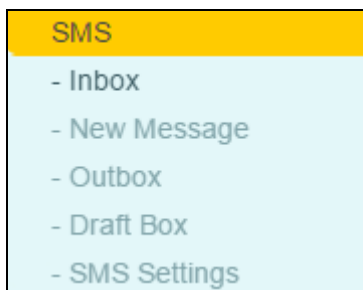 SMS
- Inbox
- New Message
- Outbox
- Draft Box
- SMS Settings